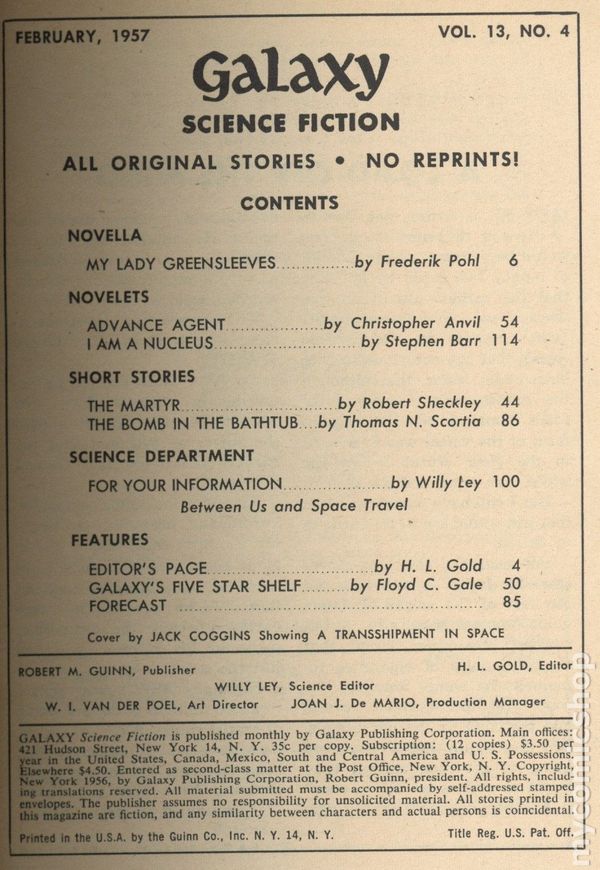 FEBRUARY, 1957 VOL. 13, NO. 4
Galaxy
SCIENCE FICTION
ALL ORIGINAL STORIES • NO REPRINTS!
CONTENTS
NOVELLA
MY LADY GREENSLEEVES................by Frederik Pohl 6
NOVELETS
ADVANCE AGENT....................by Christopher Anvil 54
I AM A NUCLEUS.............................by Stephen Barr 114
SHORT STORIES
THE MARTYR................................by Robert Sheckley 44
THE BOMB IN THE BATHTUB....by Thomas N. Scortia 86
SCIENCE DEPARTMENT
FOR YOUR INFORMATION......................by Willy Ley 100
Between Us and Space Travel
FEATURES
EDITOR'S PAGE..................................by H. L. Gold 4
GALAXY'S FIVE STAR SHELF..........by Floyd C. Gale 50
FORECAST ............................................................ 85
Cover by JACK COGGINS Showing A TRANSSHIPMENT IN SPACE
ROBERT M. GUINN, Publisher H. L. GOLD, Editor
WILLY LEY, Science Editor
W. I. VAN DER POEL, Art Director JOAN J. De MARIO, Production Manager
GALAXY Science Fiction is published monthly by Galaxy Publishing Corporation. Main offices:
421 Hudson Street, New York 14, N. Y. 35c per copy. Subscription: (12 copies) $3.50 per
year in the United States, Canada, Mexico, South and Central America and U. S. Possessions.
Elsewhere $4.50. Entered as second-class matter at the Post Office, New York, N. Y. Copyright,
New York 1956, by Galaxy Publishing Corporation, Robert Guinn, president. All rights, includ-
ing translations reserved. All material submitted must be accompanied by self-addressed stamped
envelopes. The publisher assumes no responsibility for unsolicited material. All stories printed in
this magazine are fiction, and any similarity between characters and actual persons is coincidental.
Printed in the U.S.A. by the Guinn Co., Inc. N. Y. 14, N. Y. Title Reg. U.S. Pat. Off.
mycomicshop